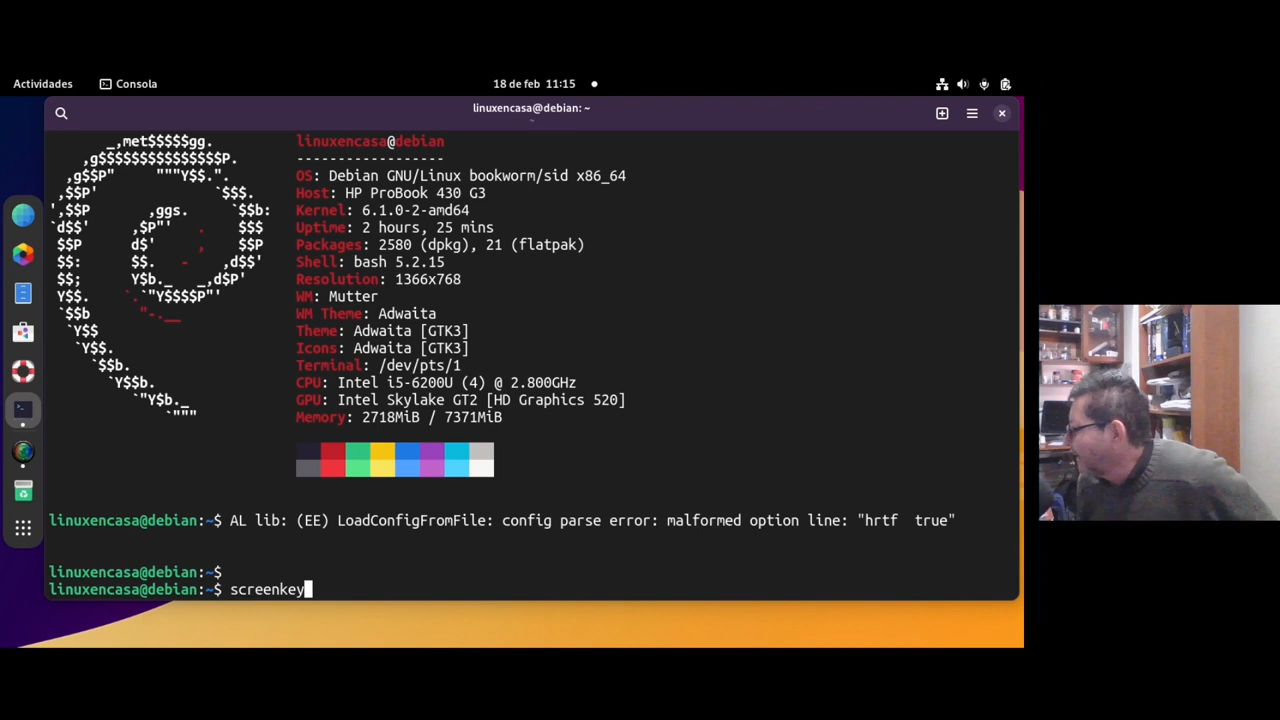 Actividades Consola 18 de feb 11:15
linuxencasa@debian: ~
~
_,met$$$$$gg. linuxencasa@debian
,g$$$$$$$$$$$$$$$P. ------------------
,g$$P" """Y$$.". OS: Debian GNU/Linux bookworm/sid x86_64
,$$P' `$$$. Host: HP ProBook 430 G3
',$$P ,ggs. `$$b: Kernel: 6.1.0-2-amd64
`d$$' ,$P"' . $$$ Uptime: 2 hours, 25 mins
$$P d$' , $$P Packages: 2580 (dpkg), 21 (flatpak)
$$: $$. - ,d$$' Shell: bash 5.2.15
$$; Y$b._ _,d$P' Resolution: 1366x768
Y$$. `.`"Y$$$$P"' WM: Mutter
`$$b "-.__ WM Theme: Adwaita
`Y$$ Theme: Adwaita [GTK3]
`Y$$. Icons: Adwaita [GTK3]
`$$b. Terminal: /dev/pts/1
`Y$$b. CPU: Intel i5-6200U (4) @ 2.800GHz
`"Y$b._ GPU: Intel Skylake GT2 [HD Graphics 520]
`""" Memory: 2718MiB / 7371MiB
linuxencasa@debian:~$ AL lib: (EE) LoadConfigFromFile: config parse error: malformed option line: "hrtf  true"
linuxencasa@debian:~$
linuxencasa@debian:~$ screenkey